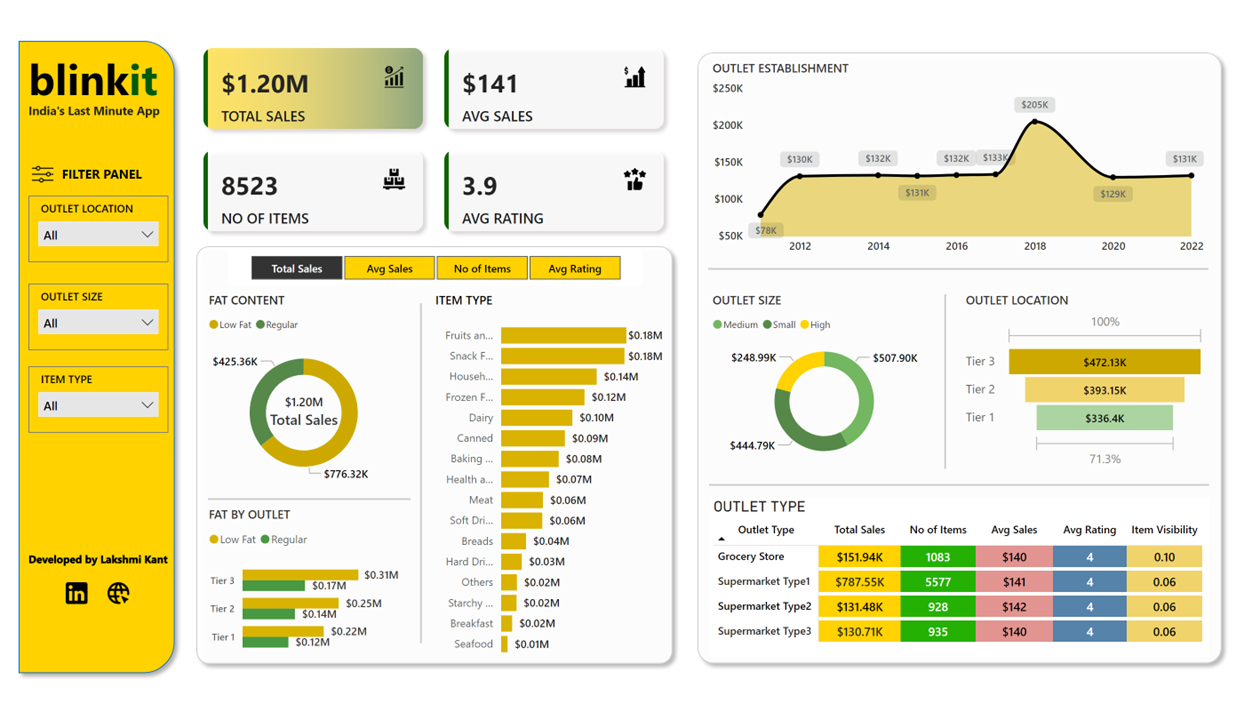 blinkit
India's Last Minute App
FILTER PANEL
OUTLET LOCATION
All
OUTLET SIZE
All
ITEM TYPE
All
Developed by Lakshmi Kant
in
$1.20M
TOTAL SALES
$141
AVG SALES
8523
NO OF ITEMS
3.9
AVG RATING
Total Sales Avg Sales No of Items Avg Rating
FAT CONTENT
Low Fat Regular
$425.36K
$1.20M
Total Sales
$776.32K
FAT BY OUTLET
Low Fat Regular
Tier 3 $0.31M
$0.17M
Tier 2 $0.25M
$0.14M
Tier 1 $0.22M
$0.12M
ITEM TYPE
Fruits an... $0.18M
Snack F... $0.18M
Househ... $0.14M
Frozen F... $0.12M
Dairy $0.10M
Canned $0.09M
Baking ... $0.08M
Health a... $0.07M
Meat $0.06M
Soft Dri... $0.06M
Breads $0.04M
Hard Dri... $0.03M
Others $0.02M
Starchy ... $0.02M
Breakfast $0.02M
Seafood $0.01M
OUTLET ESTABLISHMENT
$250K
$200K
$150K
$100K
$50K
$78K
$130K
$132K
$131K
$132K
$133K
$205K
$129K
$131K
2012 2014 2016 2018 2020 2022
OUTLET SIZE
Medium Small High
$248.99K
$507.90K
$444.79K
OUTLET LOCATION
100%
Tier 3 $472.13K
Tier 2 $393.15K
Tier 1 $336.4K
71.3%
OUTLET TYPE
Outlet Type Total Sales No of Items Avg Sales Avg Rating Item Visibility
Grocery Store $151.94K 1083 $140 4 0.10
Supermarket Type1 $787.55K 5577 $141 4 0.06
Supermarket Type2 $131.48K 928 $142 4 0.06
Supermarket Type3 $130.71K 935 $140 4 0.06